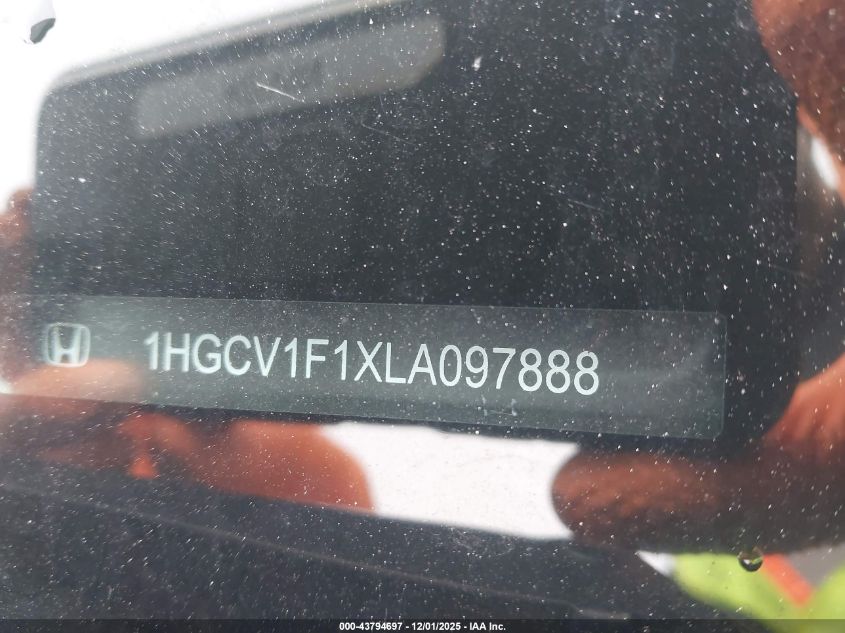 1HGCV1F1XLA097888
000-43794697 - 12/01/2025 - IAA Inc.